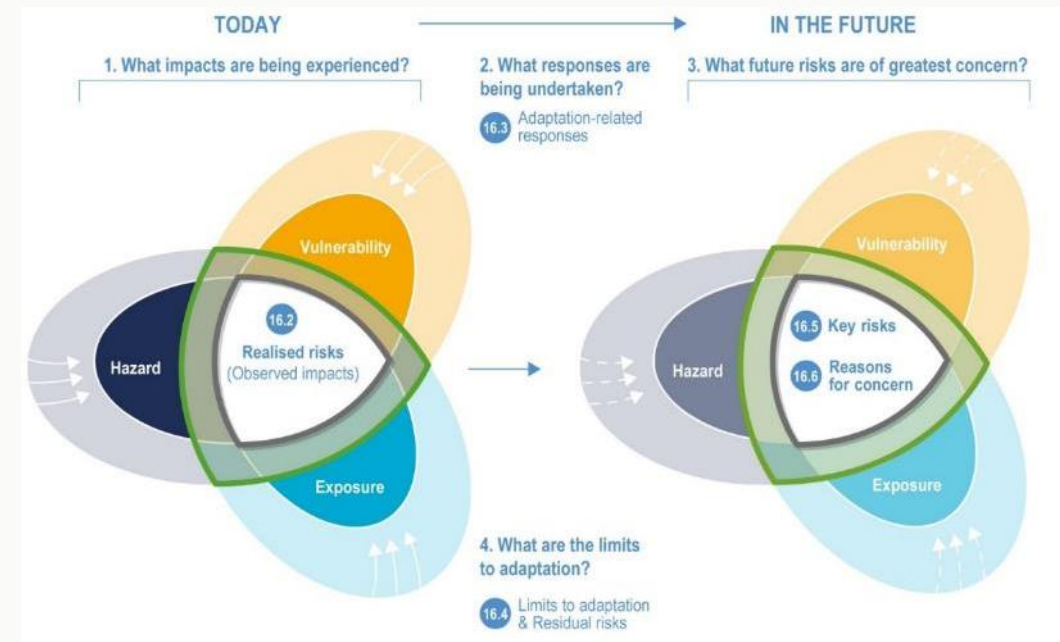 TODAY
IN THE FUTURE
1. What impacts are being experienced?
2. What responses are
being undertaken?
16.3 Adaptation-related
responses
3. What future risks are of greatest concern?
Vulnerability
Hazard
16.2
Realised risks
(Observed impacts)
Exposure
Vulnerability
Hazard
16.5 Key risks
16.6 Reasons
for concern
Exposure
4. What are the limits
to adaptation?
16.4 Limits to adaptation
& Residual risks